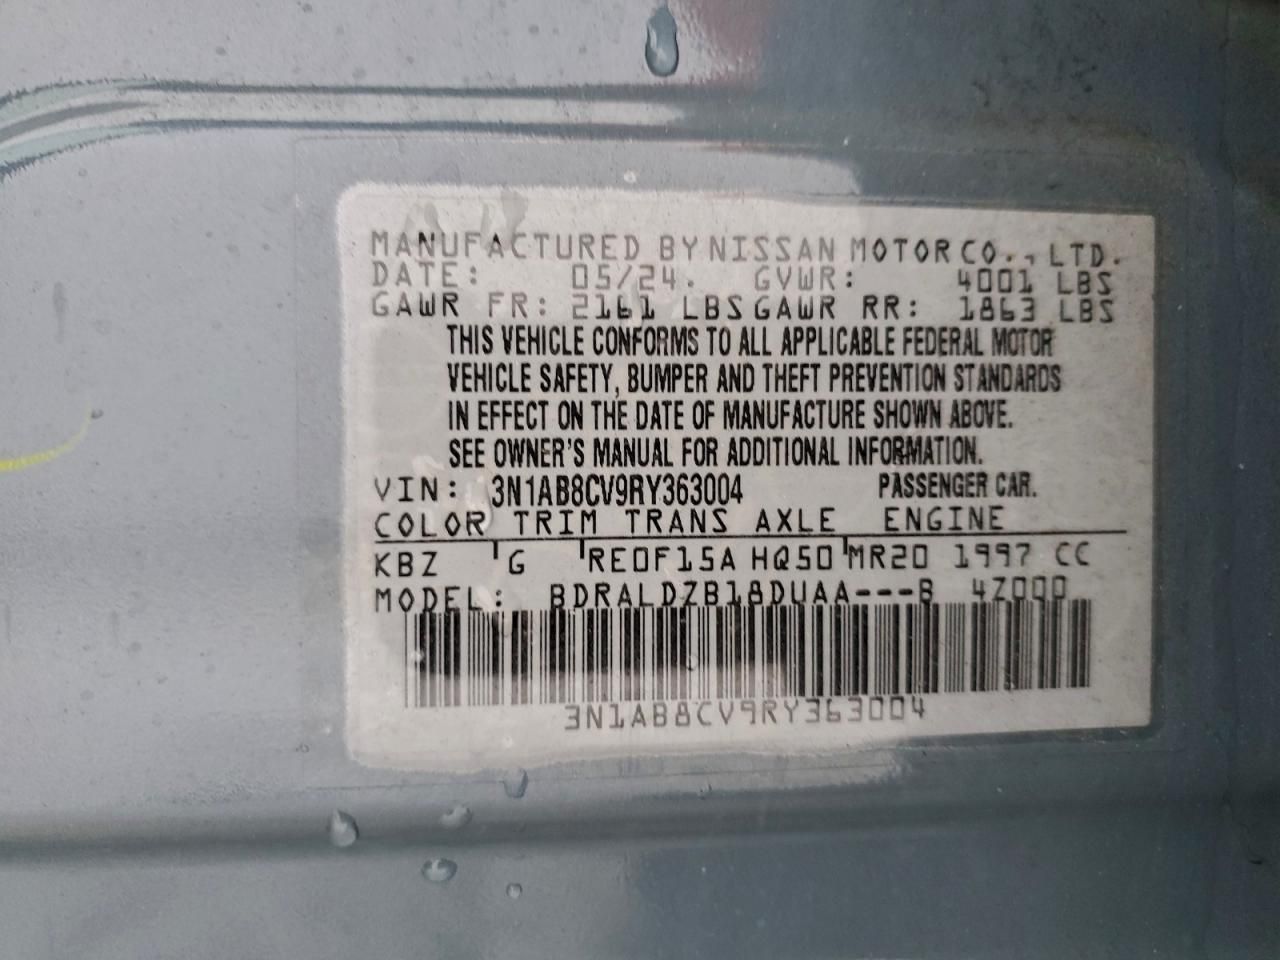 MANUFACTURED BY NISSAN MOTOR CO., LTD.
DATE: 05/24. GVWR: 4001 LBS
GAWR FR: 2161 LBS GAWR RR: 1863 LBS
THIS VEHICLE CONFORMS TO ALL APPLICABLE FEDERAL MOTOR
VEHICLE SAFETY, BUMPER AND THEFT PREVENTION STANDARDS
IN EFFECT ON THE DATE OF MANUFACTURE SHOWN ABOVE.
SEE OWNER'S MANUAL FOR ADDITIONAL INFORMATION.
VIN: 3N1AB8CV9RY363004 PASSENGER CAR.
COLOR TRIM TRANS AXLE ENGINE
KBZ G RE0F15A HQ50 MR20 1997 CC
MODEL: BDRALDZB18DUAA---B 4Z000
3N1AB8CV9RY363004